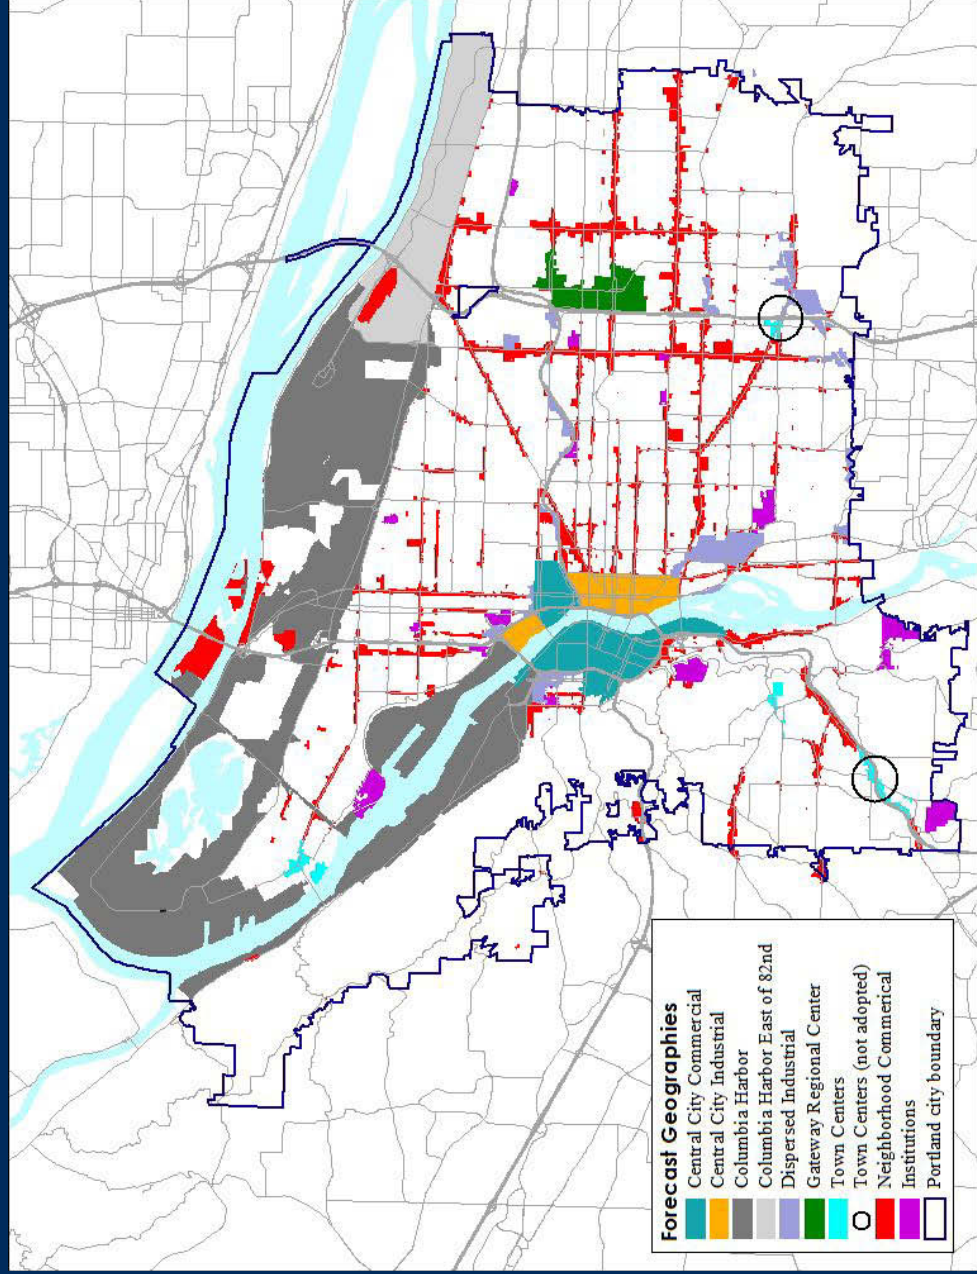 Forecast Geographies
Central City Commercial
Central City Industrial
Columbia Harbor
Columbia Harbor East of 82nd
Dispersed Industrial
Gateway Regional Center
Town Centers
Town Centers (not adopted)
Neighborhood Commerical
Institutions
Portland city boundary